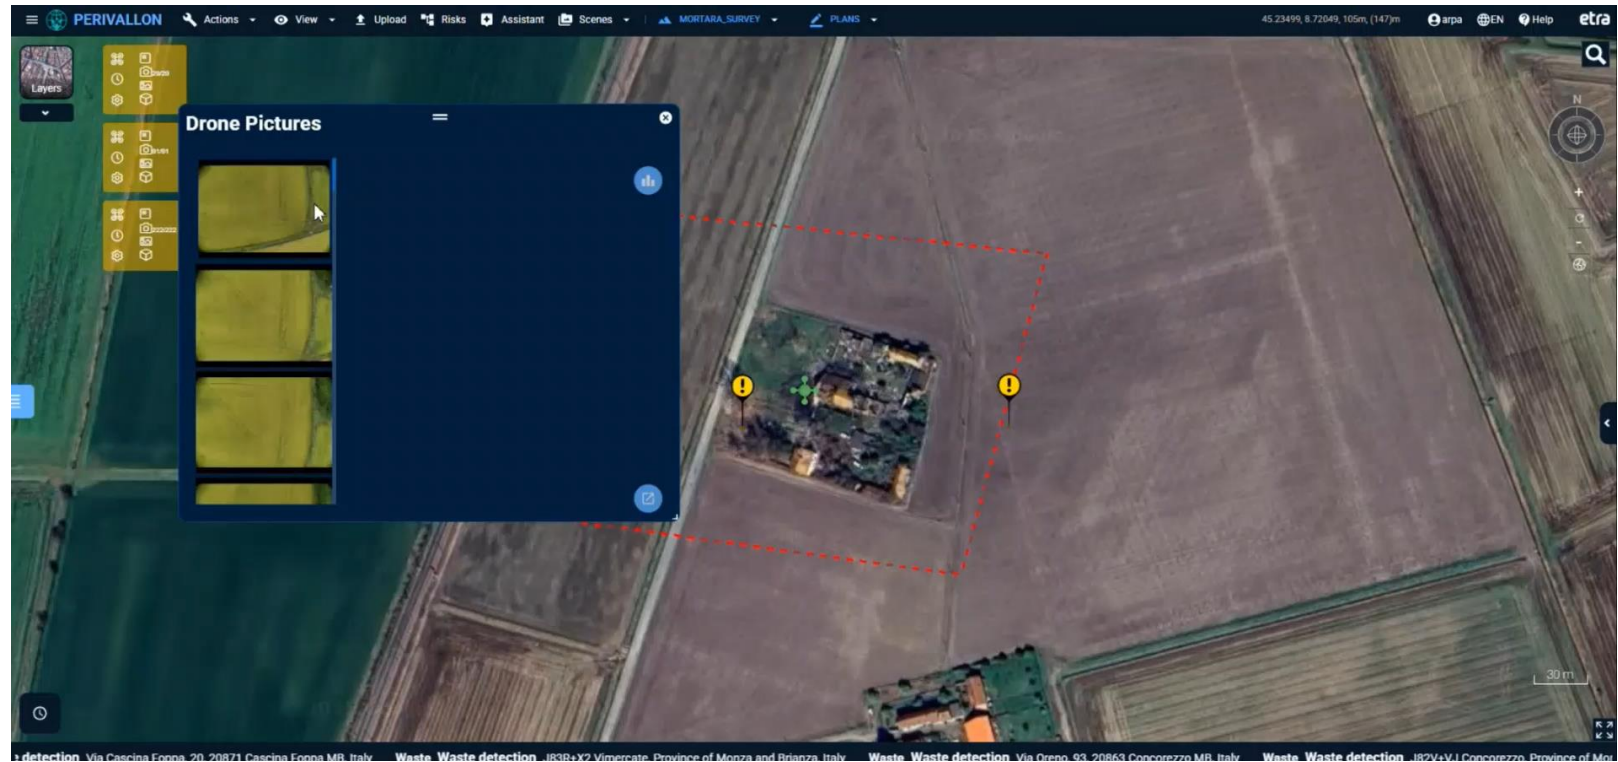 PERIVALLON Actions View Upload Risks Assistant Scenes MORTARA_SURVEY PLANS 45.23499, 8.72049, 105m, (147)m arpa EN Help etra
Layers
Drone Pictures
N
30 m
e detection Via Cascina Foppa, 20, 20871 Cascina Foppa MB, Italy Waste Waste detection J83R+X2 Vimercate, Province of Monza and Brianza, Italy Waste Waste detection Via Oreno, 93, 20863 Concorezzo MB, Italy Waste Waste detection J82V+VJ Concorezzo, Province of Mo